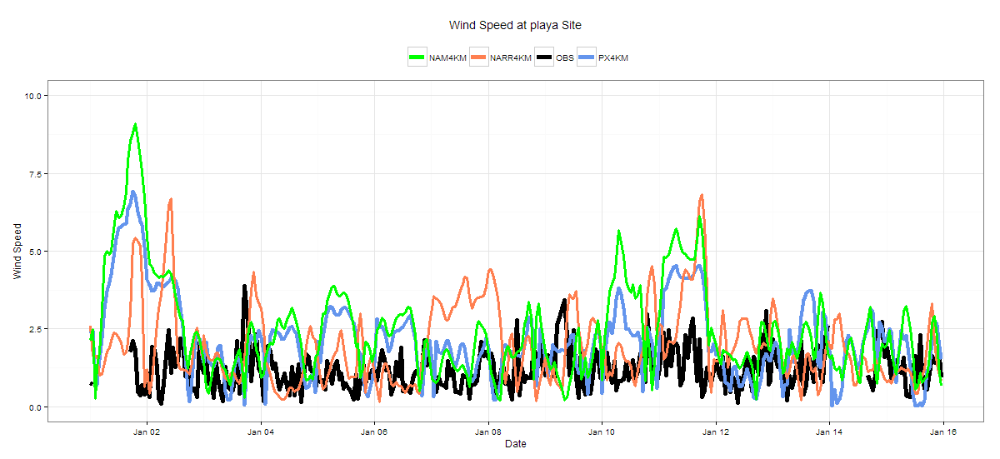 Wind Speed at playa Site
NAM4KM NARR4KM OBS PX4KM
10.0
7.5
5.0
2.5
0.0
Wind Speed
Jan 02 Jan 04 Jan 06 Jan 08 Jan 10 Jan 12 Jan 14 Jan 16
Date